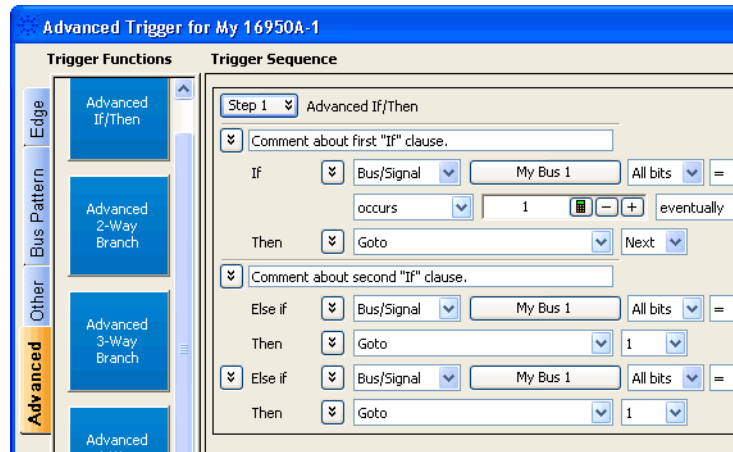 Advanced Trigger for My 16950A-1
Trigger Functions
Trigger Sequence
Edge
Bus Pattern
Other
Advanced
Advanced
If/Then
Advanced
2-Way
Branch
Advanced
3-Way
Branch
Advanced
Step 1 Advanced If/Then
Comment about first "If" clause.
If Bus/Signal My Bus 1 All bits =
occurs 1 - + eventually
Then Goto Next
Comment about second "If" clause.
Else if Bus/Signal My Bus 1 All bits =
Then Goto 1
Else if Bus/Signal My Bus 1 All bits =
Then Goto 1